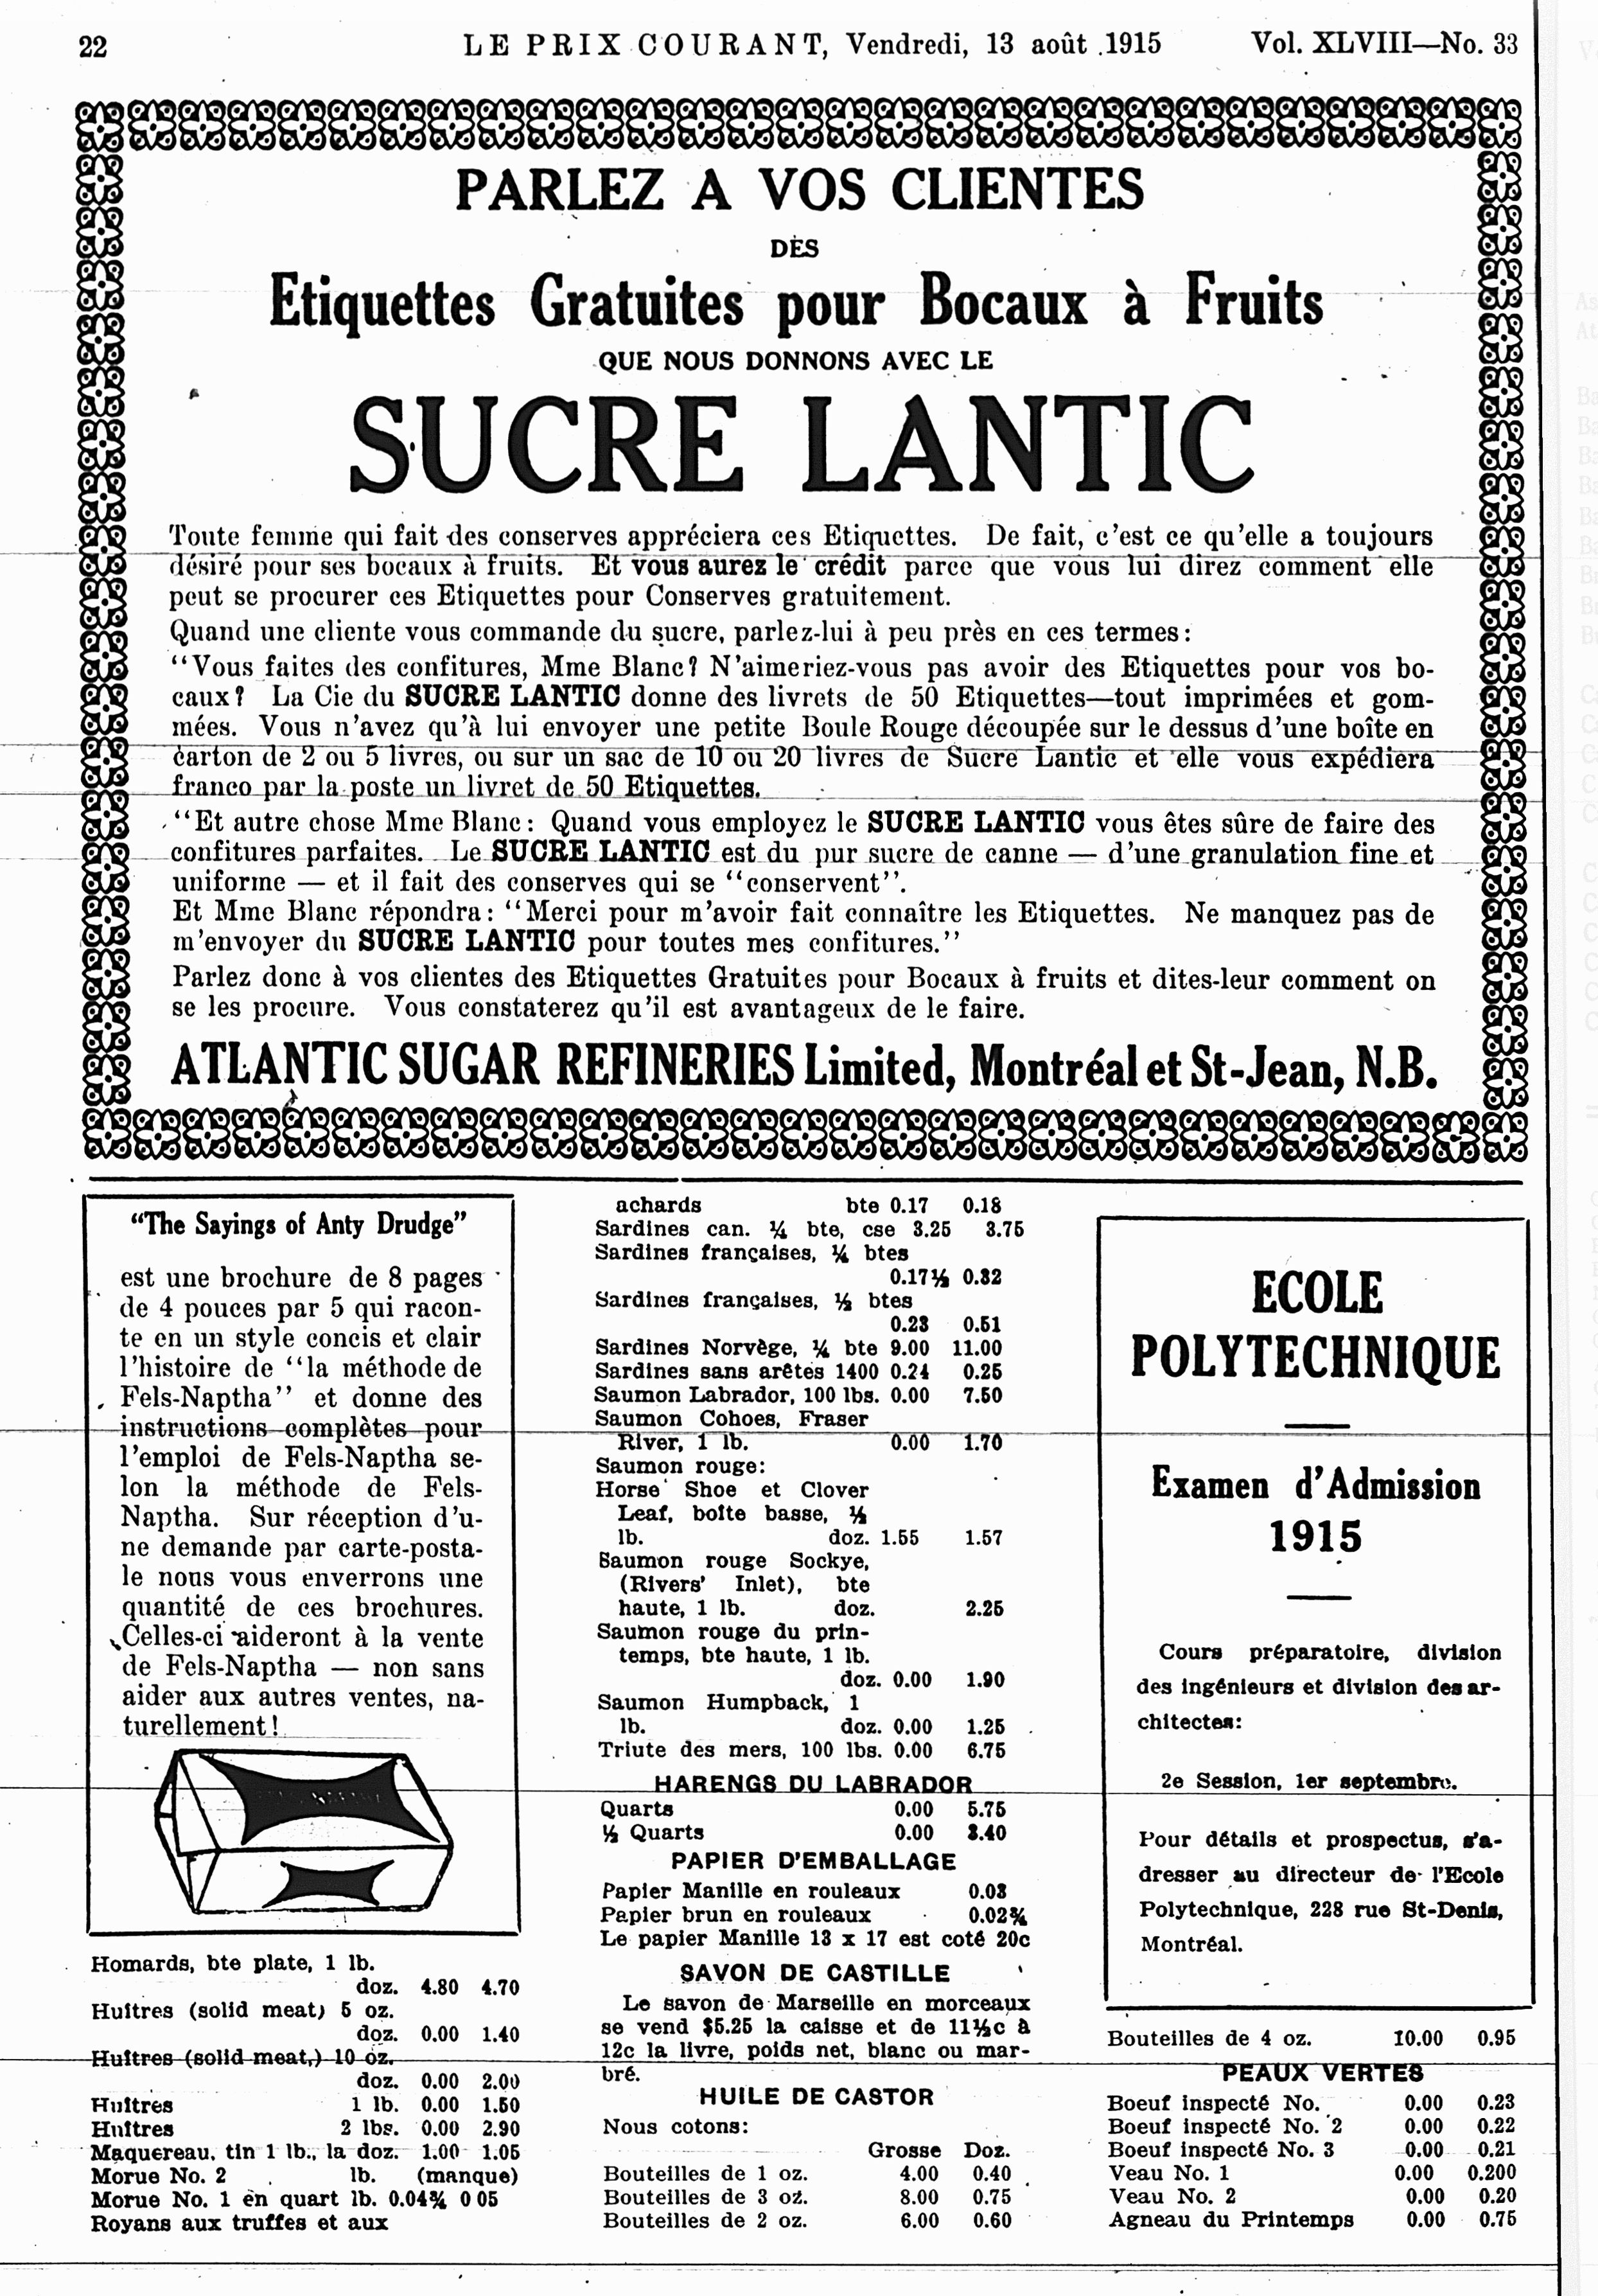 22
LE PRIX COURANT, Vendredi, 13 août 1915
Vol. XLVIII—No. 33
PARLEZ A VOS CLIENTES
DES
Etiquettes Gratuites pour Bocaux à Fruits
QUE NOUS DONNONS AVEC LE
SUCRE LANTIC
Toute femme qui fait des conserves appréciera ces Etiquettes. De fait, c'est ce qu'elle a toujours
désiré pour ses bocaux à fruits. Et vous aurez le crédit parce que vous lui direz comment elle
peut se procurer ces Etiquettes pour Conserves gratuitement.
Quand une cliente vous commande du sucre, parlez-lui à peu près en ces termes:
"Vous faites des confitures, Mme Blanc? N'aimeriez-vous pas avoir des Etiquettes pour vos bo-
caux? La Cie du SUCRE LANTIC donne des livrets de 50 Etiquettes—tout imprimées et gom-
mées. Vous n'avez qu'à lui envoyer une petite Boule Rouge découpée sur le dessus d'une boîte en
carton de 2 ou 5 livres, ou sur un sac de 10 ou 20 livres de Sucre Lantic et elle vous expédiera
franco par la poste un livret de 50 Etiquettes.
"Et autre chose Mme Blanc: Quand vous employez le SUCRE LANTIC vous êtes sûre de faire des
confitures parfaites. Le SUCRE LANTIC est du pur sucre de canne — d'une granulation fine et
uniforme — et il fait des conserves qui se "conservent".
Et Mme Blanc répondra: "Merci pour m'avoir fait connaître les Etiquettes. Ne manquez pas de
m'envoyer du SUCRE LANTIC pour toutes mes confitures."
Parlez donc à vos clientes des Etiquettes Gratuites pour Bocaux à fruits et dites-leur comment on
se les procure. Vous constaterez qu'il est avantageux de le faire.
ATLANTIC SUGAR REFINERIES Limited, Montréal et St-Jean, N.B.
"The Sayings of Anty Drudge"
est une brochure de 8 pages
de 4 pouces par 5 qui racon-
te en un style concis et clair
l'histoire de "la méthode de
Fels-Naptha" et donne des
instructions complètes pour
l'emploi de Fels-Naptha se-
lon la méthode de Fels-
Naptha. Sur réception d'u-
ne demande par carte-posta-
le nous vous enverrons une
quantité de ces brochures.
Celles-ci aideront à la vente
de Fels-Naptha — non sans
aider aux autres ventes, na-
turellement!
Homards, bte plate, 1 lb.
doz. 4.80 4.70
Huîtres (solid meat) 5 oz.
doz. 0.00 1.40
Huîtres (solid meat,) 10 oz.
doz. 0.00 2.00
Huîtres 1 lb. 0.00 1.50
Huîtres 2 lbs. 0.00 2.90
Maquereau, tin 1 lb., la doz. 1.00 1.05
Morue No. 2 lb. (manque)
Morue No. 1 en quart lb. 0.04¾ 0 05
Royans aux truffes et aux
achards bte 0.17 0.18
Sardines can. ¼ bte, cse 3.25 3.75
Sardines françaises, ¼ btes
0.17½ 0.32
Sardines françaises, ½ btes
0.23 0.51
Sardines Norvège, ¼ bte 9.00 11.00
Sardines sans arêtes 1400 0.24 0.25
Saumon Labrador, 100 lbs. 0.00 7.50
Saumon Cohoes, Fraser
River, 1 lb. 0.00 1.70
Saumon rouge:
Horse Shoe et Clover
Leaf, boîte basse, ½
lb. doz. 1.55 1.57
Saumon rouge Sockye,
(Rivers' Inlet), bte
haute, 1 lb. doz. 2.25
Saumon rouge du prin-
temps, bte haute, 1 lb.
doz. 0.00 1.90
Saumon Humpback, 1
lb. doz. 0.00 1.25
Triute des mers, 100 lbs. 0.00 6.75
HARENGS DU LABRADOR
Quarts 0.00 5.75
½ Quarts 0.00 3.40
PAPIER D'EMBALLAGE
Papier Manille en rouleaux 0.03
Papier brun en rouleaux 0.02¾
Le papier Manille 13 x 17 est coté 20c
SAVON DE CASTILLE
Le savon de Marseille en morceaux
se vend $5.25 la caisse et de 11½c à
12c la livre, poids net, blanc ou mar-
bré.
HUILE DE CASTOR
Nous cotons:
Grosse Doz.
Bouteilles de 1 oz. 4.00 0.40
Bouteilles de 3 oz. 8.00 0.75
Bouteilles de 2 oz. 6.00 0.60
ECOLE
POLYTECHNIQUE
Examen d'Admission
1915
Cours préparatoire, division
des ingénieurs et division des ar-
chitectes:
2e Session, 1er septembre.
Pour détails et prospectus, s'a-
dresser au directeur de l'Ecole
Polytechnique, 228 rue St-Denis,
Montréal.
Bouteilles de 4 oz. 10.00 0.95
PEAUX VERTES
Boeuf inspecté No. 0.00 0.23
Boeuf inspecté No. 2 0.00 0.22
Boeuf inspecté No. 3 0.00 0.21
Veau No. 1 0.00 0.200
Veau No. 2 0.00 0.20
Agneau du Printemps 0.00 0.75